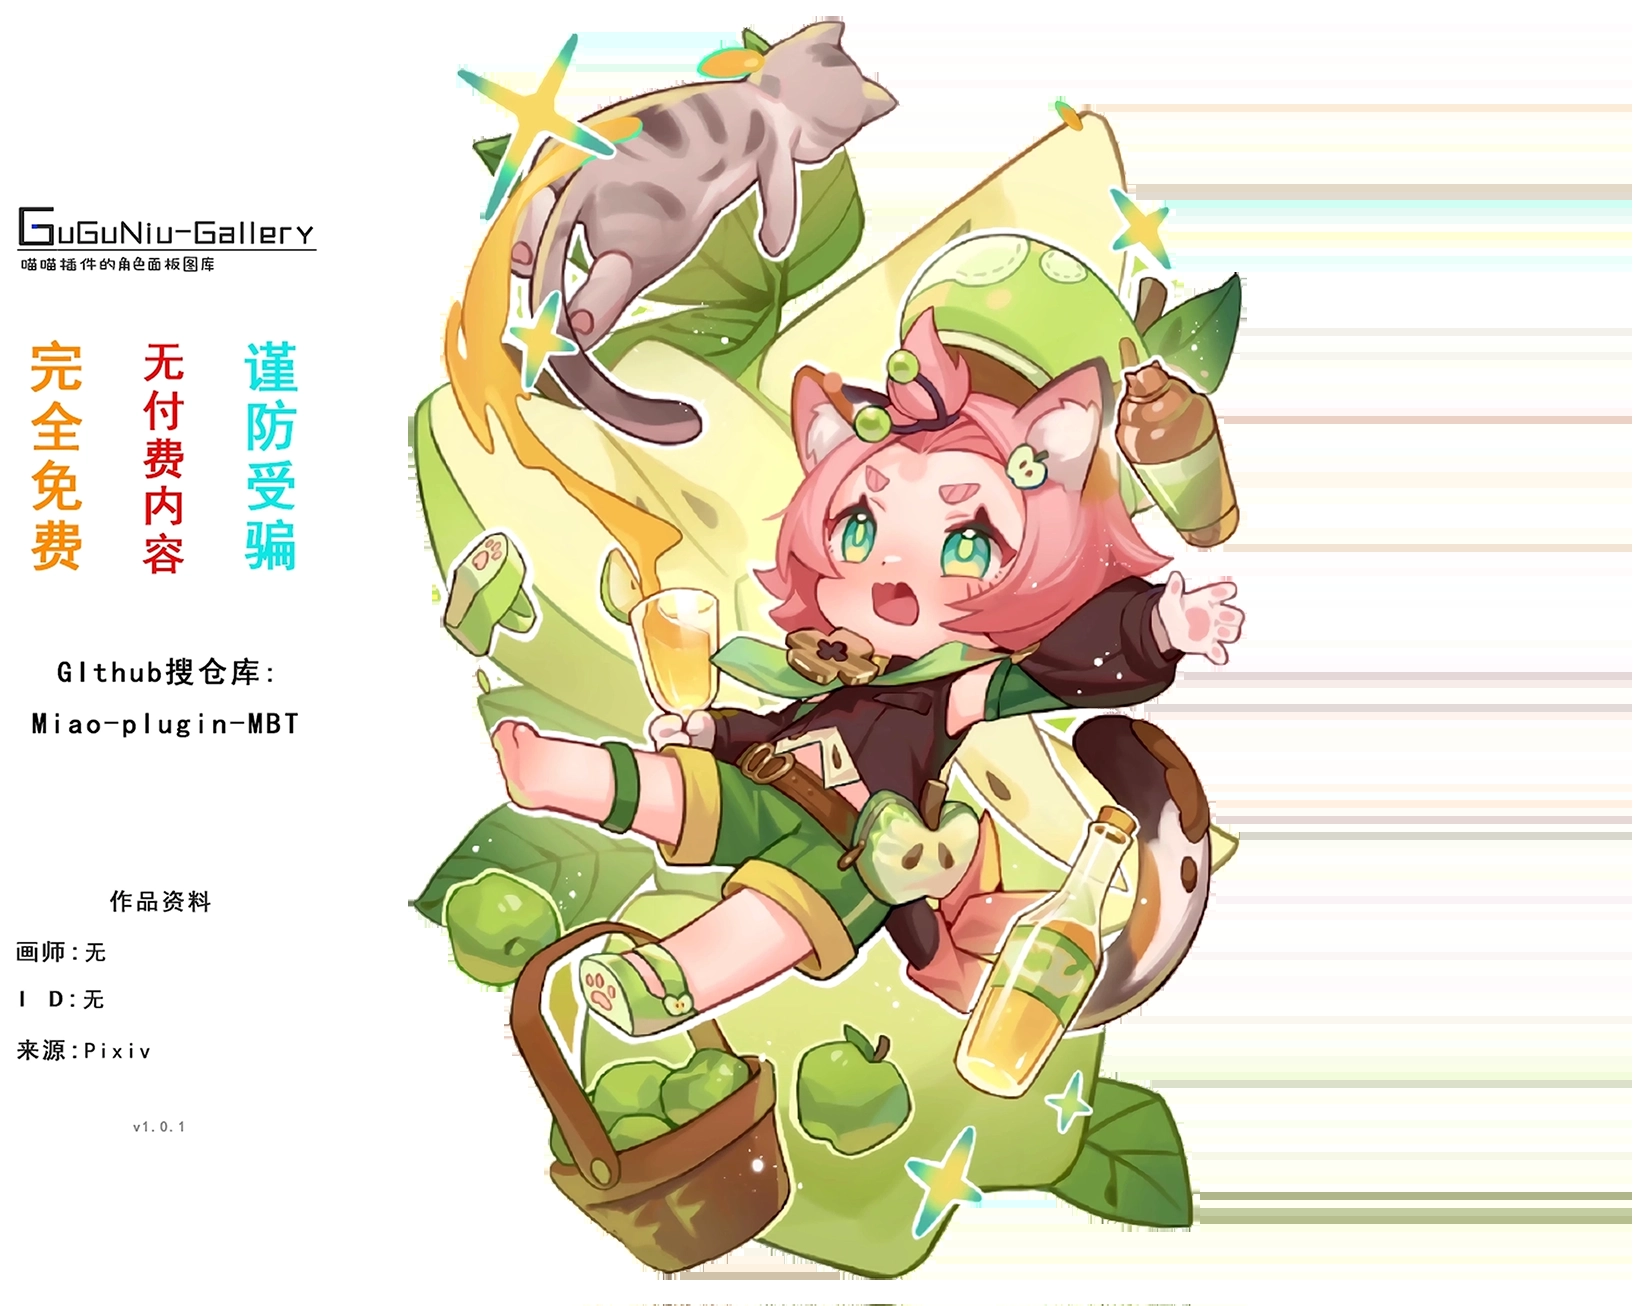 GuGuNiu-Gallery
喵喵插件的角色面板图库
完全免费
无付费内容
谨防受骗
GIthub搜仓库:
Miao-plugin-MBT
作品资料
画师:无
I D:无
来源:Pixiv
v1.0.1